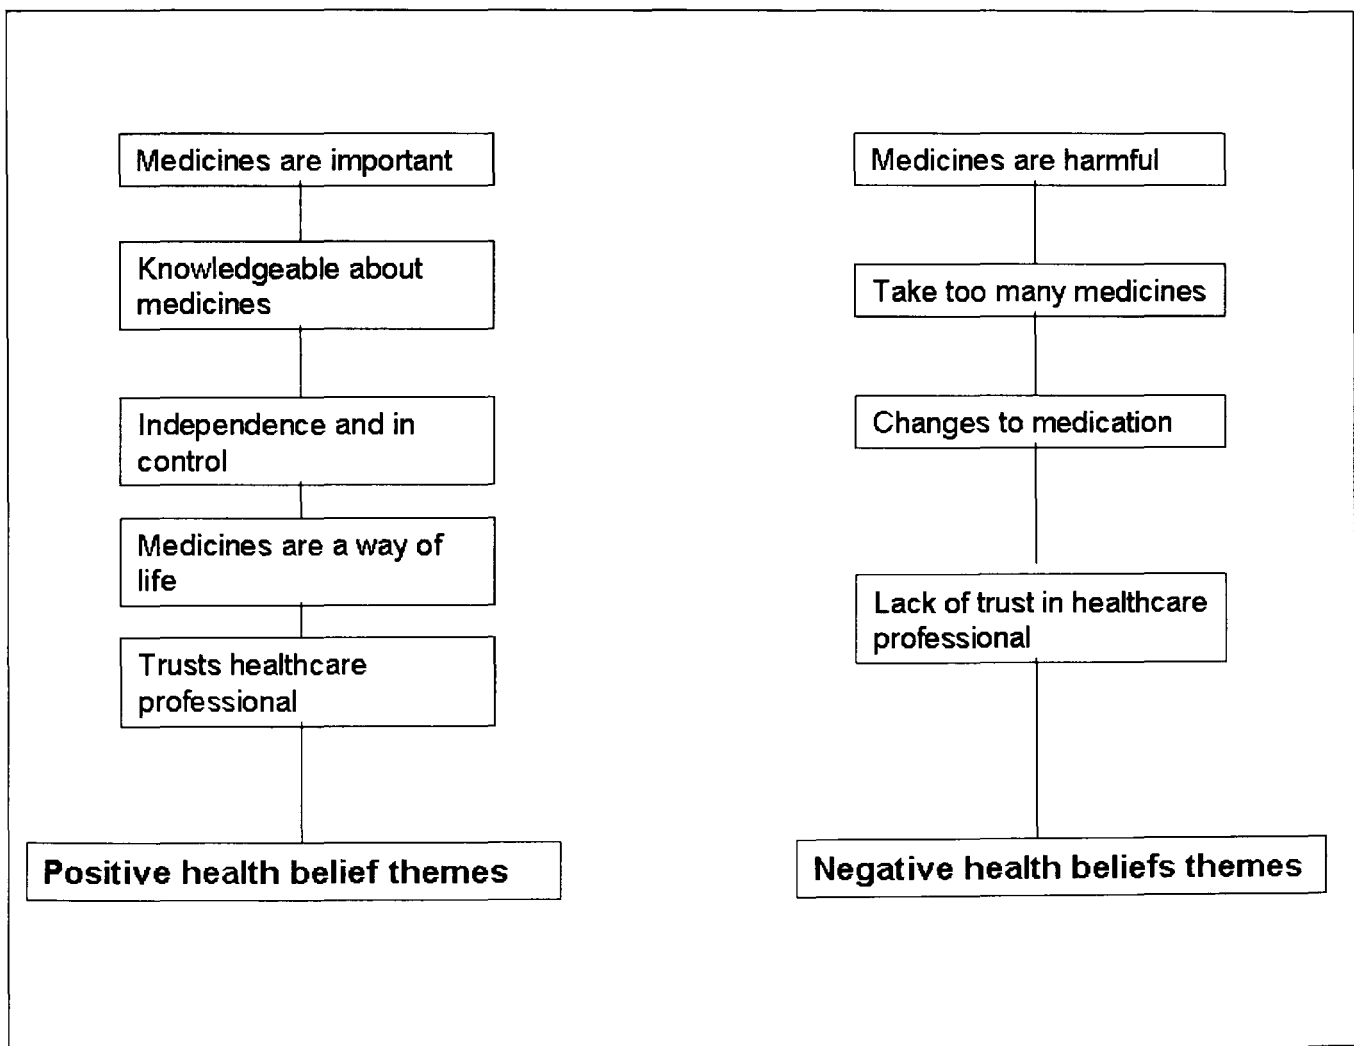 Medicines are important
Knowledgeable about
medicines
Independence and in
control
Medicines are a way of
life
Trusts healthcare
professional
Positive health belief themes
Medicines are harmful
Take too many medicines
Changes to medication
Lack of trust in healthcare
professional
Negative health beliefs themes